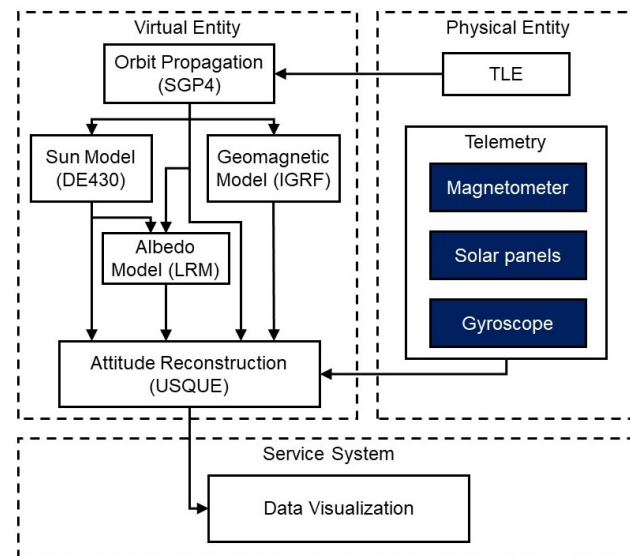 Virtual Entity
Orbit Propagation
(SGP4)
Sun Model
(DE430)
Geomagnetic
Model (IGRF)
Albedo
Model (LRM)
Attitude Reconstruction
(USQUE)
Physical Entity
TLE
Telemetry
Magnetometer
Solar panels
Gyroscope
Service System
Data Visualization